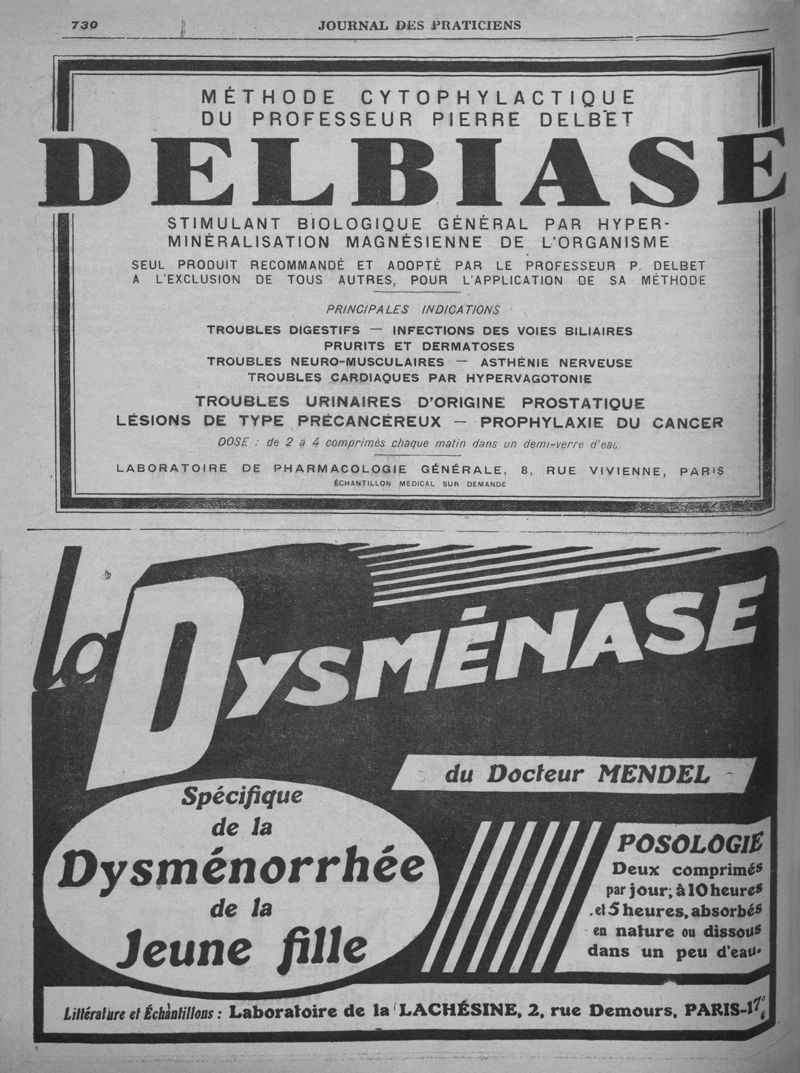 730
JOURNAL DES PRATICIENS
MÉTHODE CYTOPHYLACTIQUE
DU PROFESSEUR PIERRE DELBET
DELBIASE
STIMULANT BIOLOGIQUE GÉNÉRAL PAR HYPER-
MINÉRALISATION MAGNÉSIENNE DE L'ORGANISME
SEUL PRODUIT RECOMMANDÉ ET ADOPTÉ PAR LE PROFESSEUR P. DELBET
A L'EXCLUSION DE TOUS AUTRES, POUR L'APPLICATION DE SA MÉTHODE
PRINCIPALES INDICATIONS
TROUBLES DIGESTIFS — INFECTIONS DES VOIES BILIAIRES
PRURITS ET DERMATOSES
TROUBLES NEURO-MUSCULAIRES — ASTHÉNIE NERVEUSE
TROUBLES CARDIAQUES PAR HYPERVAGOTONIE
TROUBLES URINAIRES D'ORIGINE PROSTATIQUE
LÉSIONS DE TYPE PRÉCANCÉREUX — PROPHYLAXIE DU CANCER
DOSE : de 2 à 4 comprimés chaque matin dans un demi-verre d'eau.
LABORATOIRE DE PHARMACOLOGIE GÉNÉRALE, 8, RUE VIVIENNE, PARIS
ÉCHANTILLON MÉDICAL SUR DEMANDE
la DYSMÉNASE
du Docteur MENDEL
Spécifique
de la
Dysménorrhée
de la
Jeune fille
POSOLOGIE
Deux comprimés
par jour; à 10 heures
et 5 heures, absorbés
en nature ou dissous
dans un peu d'eau.
Littérature et Échantillons : Laboratoire de la LACHÉSINE, 2, rue Demours, PARIS-17e